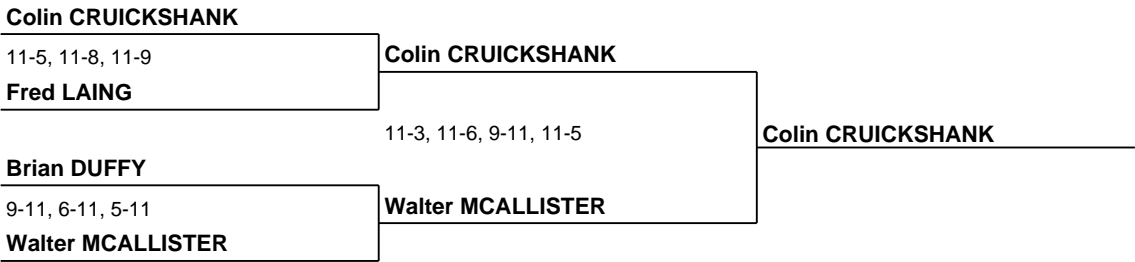 Colin CRUICKSHANK
11-5, 11-8, 11-9
Colin CRUICKSHANK
Fred LAING
11-3, 11-6, 9-11, 11-5
Colin CRUICKSHANK
Brian DUFFY
9-11, 6-11, 5-11
Walter MCALLISTER
Walter MCALLISTER